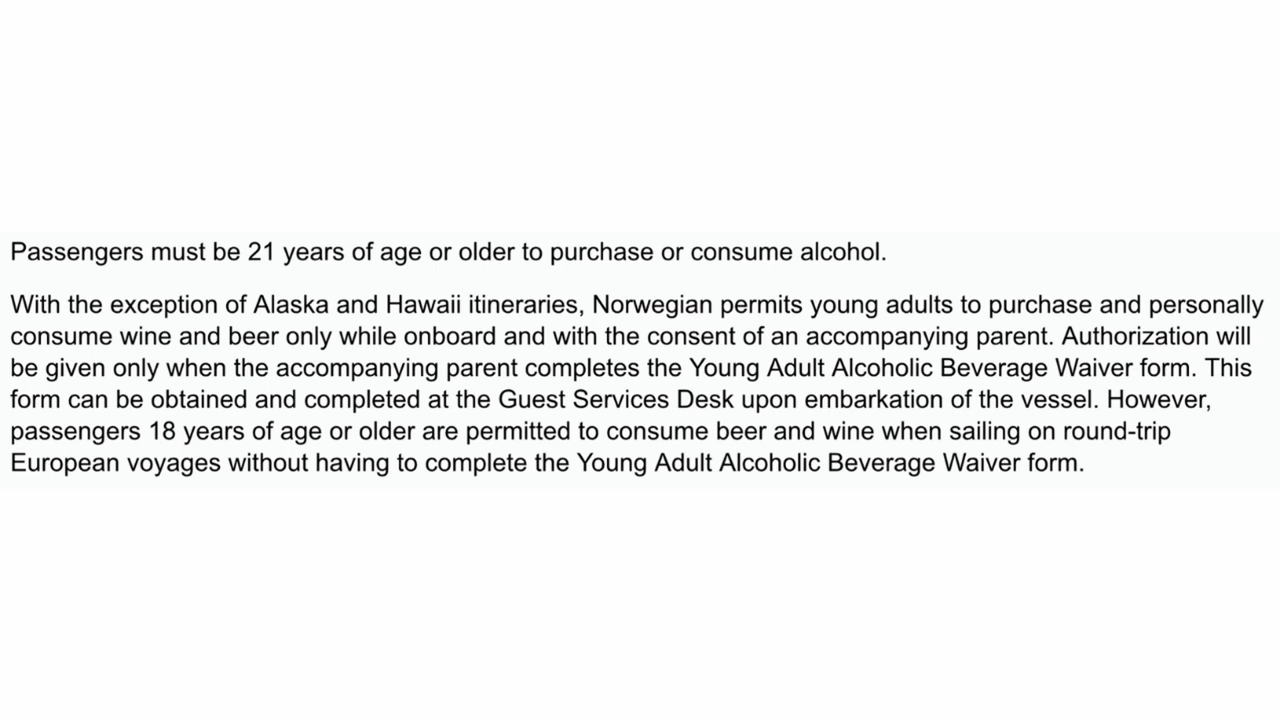 Passengers must be 21 years of age or older to purchase or consume alcohol.
With the exception of Alaska and Hawaii itineraries, Norwegian permits young adults to purchase and personally
consume wine and beer only while onboard and with the consent of an accompanying parent. Authorization will
be given only when the accompanying parent completes the Young Adult Alcoholic Beverage Waiver form. This
form can be obtained and completed at the Guest Services Desk upon embarkation of the vessel. However,
passengers 18 years of age or older are permitted to consume beer and wine when sailing on round-trip
European voyages without having to complete the Young Adult Alcoholic Beverage Waiver form.